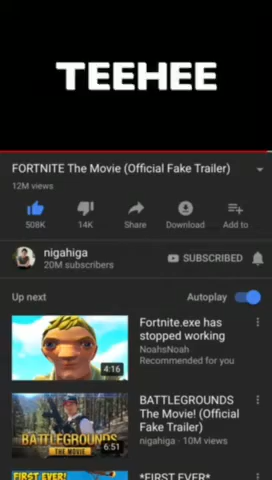 TEEHEE
FORTNITE The Movie (Official Fake Trailer)
12M views
508K
14K
Share
Download
Add to
nigahiga
20M subscribers
SUBSCRIBED
Up next
Autoplay
4:16
Fortnite.exe has
stopped working
NoahsNoah
Recommended for you
BATTLEGROUNDS
THE MOVIE
6:51
BATTLEGROUNDS
The Movie! (Official
Fake Trailer)
nigahiga · 10M views
FIRST EVER!
*FIRST EVER*